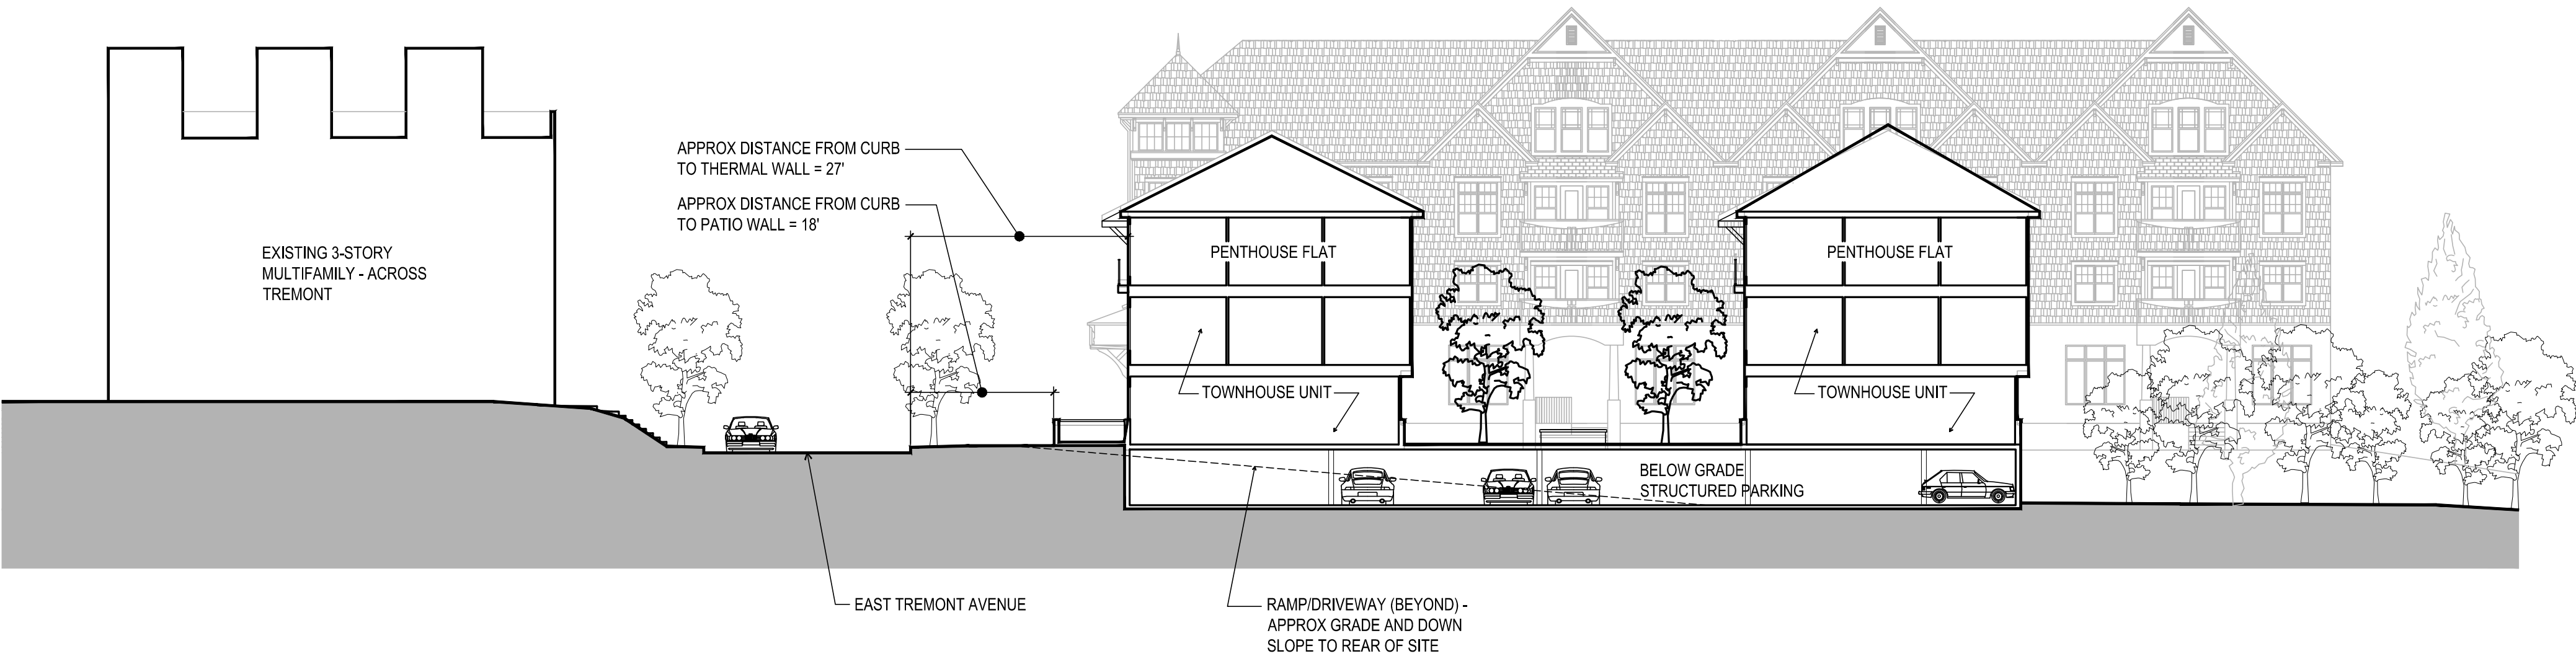 APPROX DISTANCE FROM CURB
TO THERMAL WALL = 27'
APPROX DISTANCE FROM CURB
TO PATIO WALL = 18'
EXISTING 3-STORY
MULTIFAMILY - ACROSS
TREMONT
PENTHOUSE FLAT
PENTHOUSE FLAT
TOWNHOUSE UNIT
TOWNHOUSE UNIT
BELOW GRADE
STRUCTURED PARKING
EAST TREMONT AVENUE
RAMP/DRIVEWAY (BEYOND) -
APPROX GRADE AND DOWN
SLOPE TO REAR OF SITE